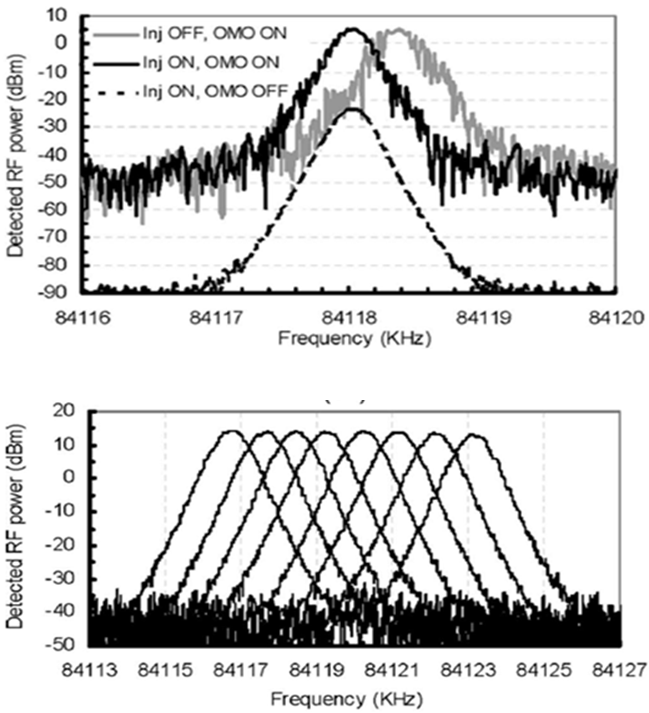 10
0
-10
-20
-30
-40
-50
-60
-70
-80
-90
Detected RF power (dBm)
Inj OFF, OMO ON
Inj ON, OMO ON
Inj ON, OMO OFF
84116 84117 84118 84119 84120
Frequency (KHz)
20
10
0
-10
-20
-30
-40
-50
Detected RF power (dBm)
84113 84115 84117 84119 84121 84123 84125 84127
Frequency (KHz)